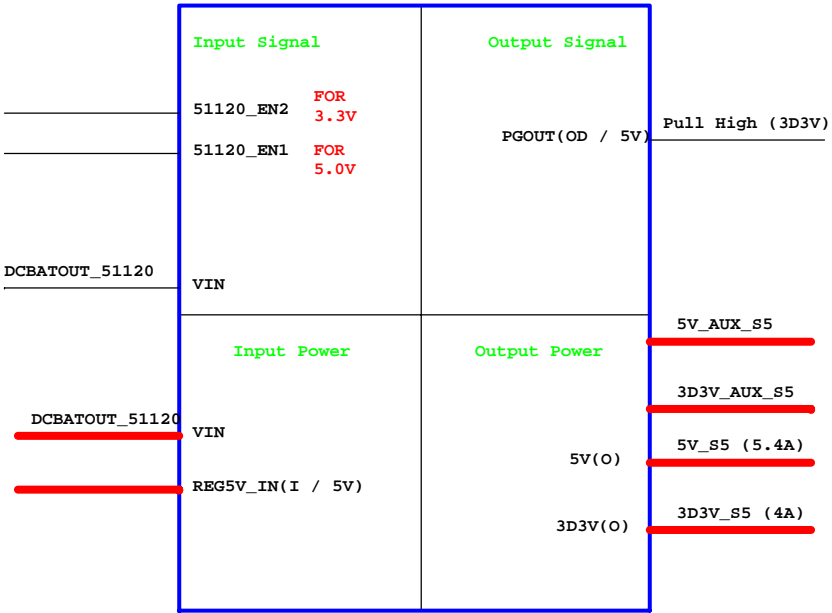 Input Signal
Output Signal
51120_EN2
FOR
3.3V
51120_EN1
FOR
5.0V
PGOUT(OD / 5V)
Pull High (3D3V)
DCBATOUT_51120
VIN
Input Power
Output Power
5V_AUX_S5
3D3V_AUX_S5
DCBATOUT_51120
VIN
5V(O)
5V_S5 (5.4A)
REG5V_IN(I / 5V)
3D3V(O)
3D3V_S5 (4A)